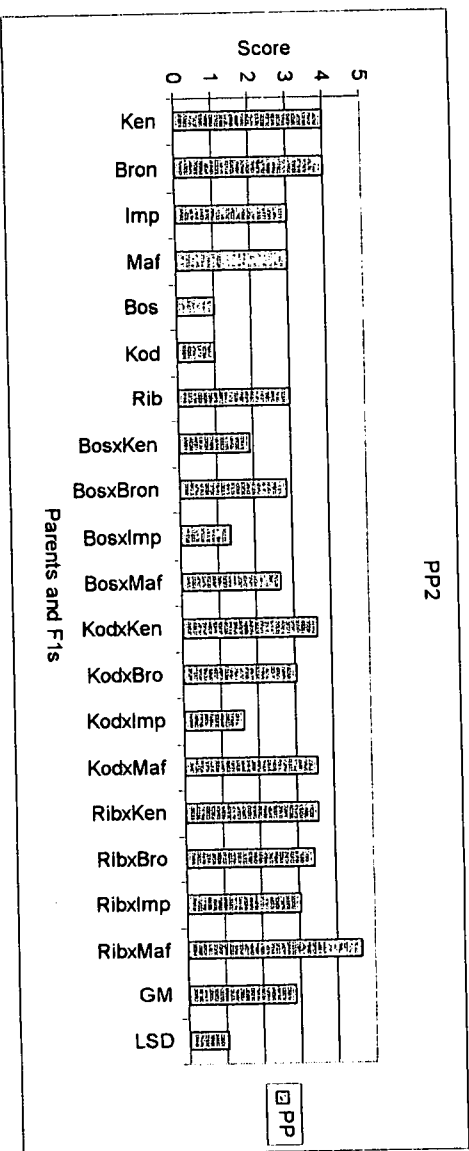 PP2
Score
5
4
3
2
1
0
Ken
Bron
Imp
Maf
Bos
Kod
Rib
BosxKen
BosxBron
BosxImp
BosxMaf
KodxKen
KodxBro
KodxImp
KodxMaf
RibxKen
RibxBro
RibxImp
RibxMaf
GM
LSD
Parents and F1s
PP